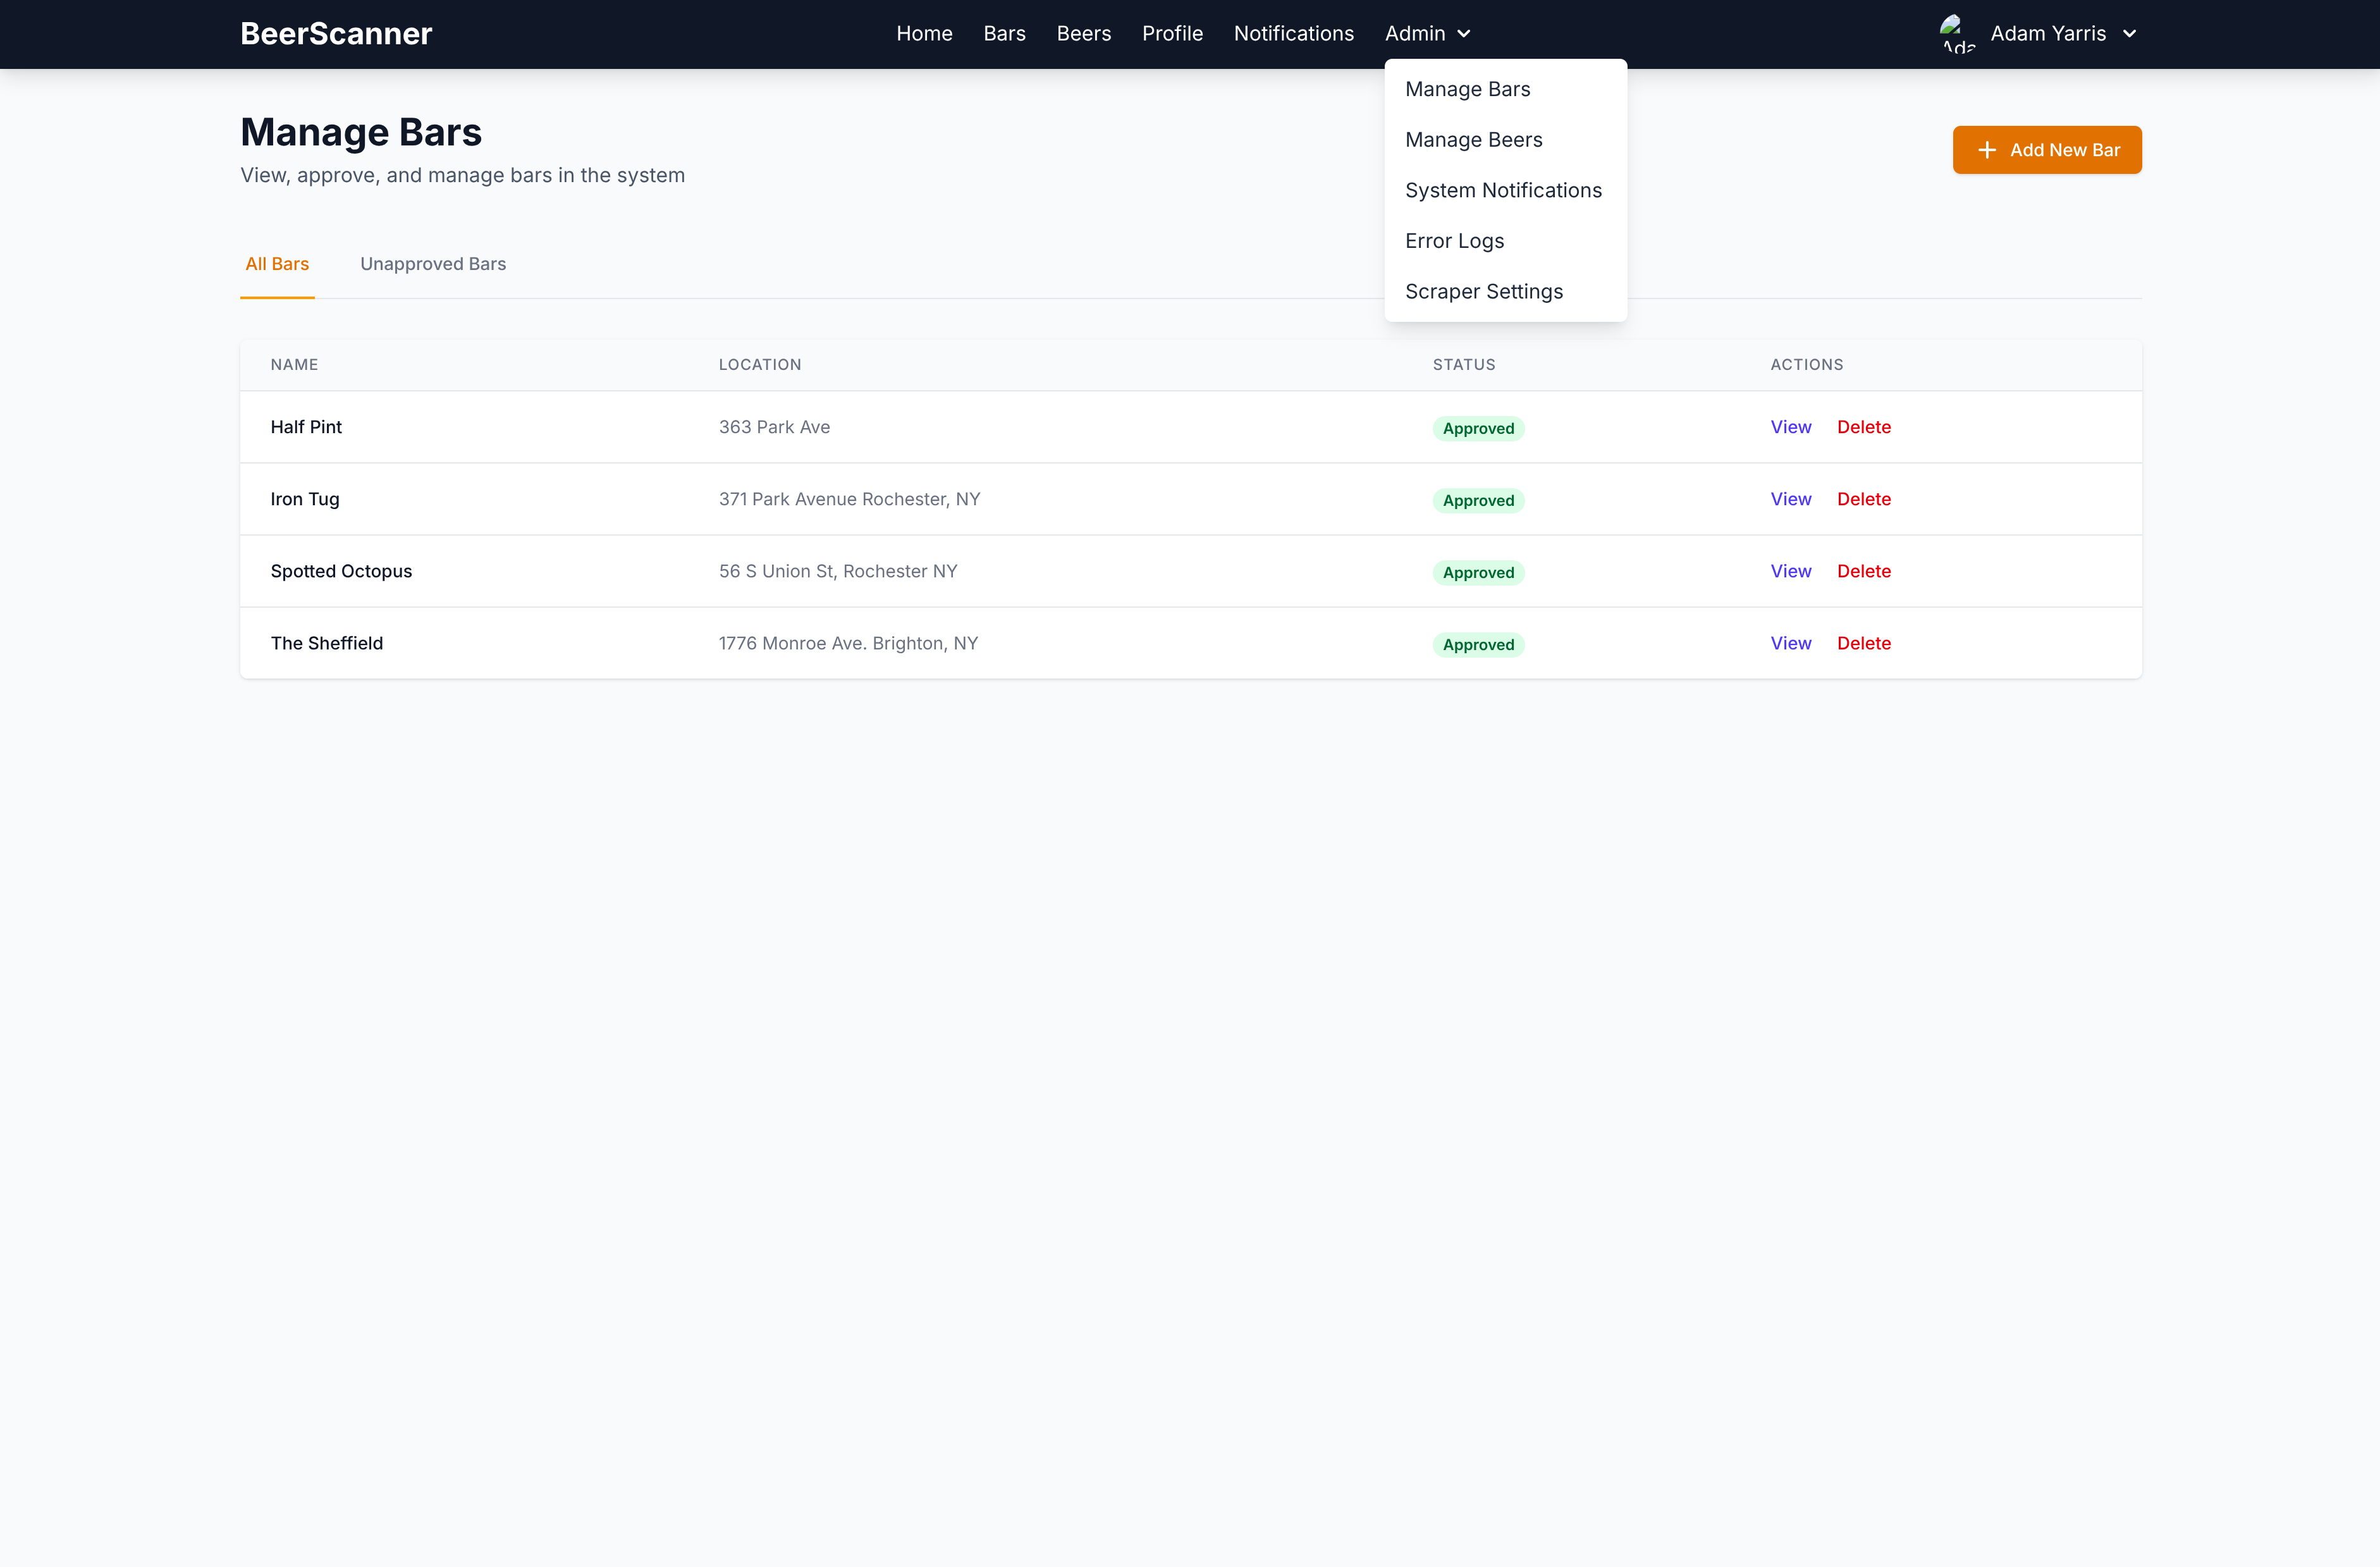 BeerScanner
Home Bars Beers Profile Notifications Admin
Adam Yarris
Manage Bars
View, approve, and manage bars in the system
Add New Bar
Manage Bars
Manage Beers
System Notifications
Error Logs
Scraper Settings
All Bars Unapproved Bars
NAME LOCATION STATUS ACTIONS
Half Pint 363 Park Ave Approved View Delete
Iron Tug 371 Park Avenue Rochester, NY Approved View Delete
Spotted Octopus 56 S Union St, Rochester NY Approved View Delete
The Sheffield 1776 Monroe Ave. Brighton, NY Approved View Delete